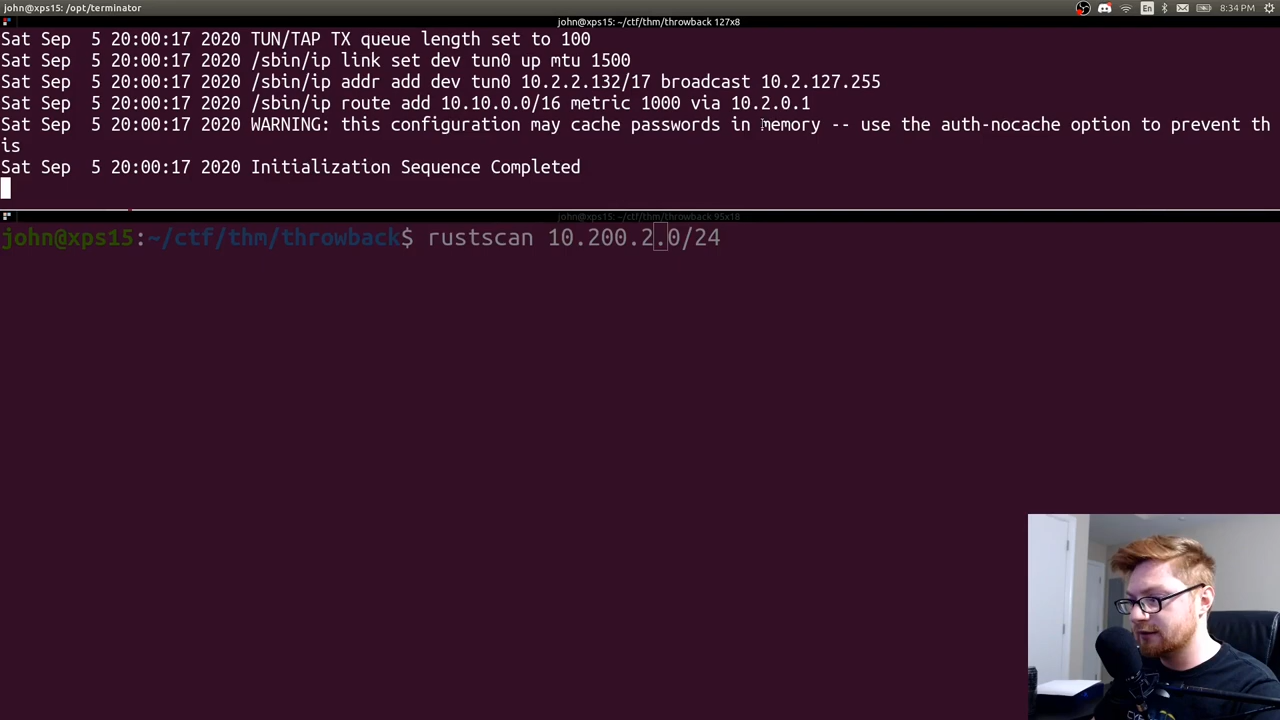 john@xps15: /opt/terminator
En
8:34 PM
john@xps15: ~/ctf/thm/throwback 127x8
Sat Sep  5 20:00:17 2020 TUN/TAP TX queue length set to 100
Sat Sep  5 20:00:17 2020 /sbin/ip link set dev tun0 up mtu 1500
Sat Sep  5 20:00:17 2020 /sbin/ip addr add dev tun0 10.2.2.132/17 broadcast 10.2.127.255
Sat Sep  5 20:00:17 2020 /sbin/ip route add 10.10.0.0/16 metric 1000 via 10.2.0.1
Sat Sep  5 20:00:17 2020 WARNING: this configuration may cache passwords in memory -- use the auth-nocache option to prevent th
is
Sat Sep  5 20:00:17 2020 Initialization Sequence Completed
john@xps15: ~/ctf/thm/throwback 95x18
john@xps15:~/ctf/thm/throwback$ rustscan 10.200.2.0/24